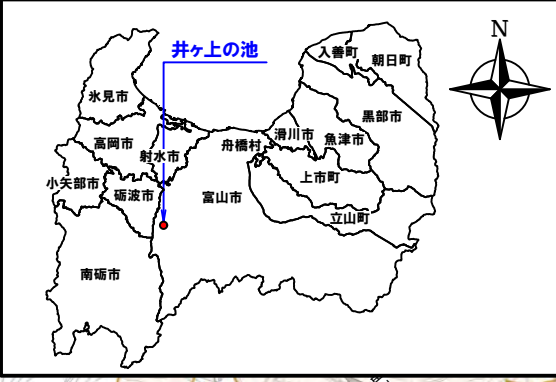 井ヶ上の池
N
入善町
朝日町
氷見市
黒部市
高岡市
射水市
舟橋村
滑川市
魚津市
小矢部市
砺波市
富山市
上市町
立山町
南砺市